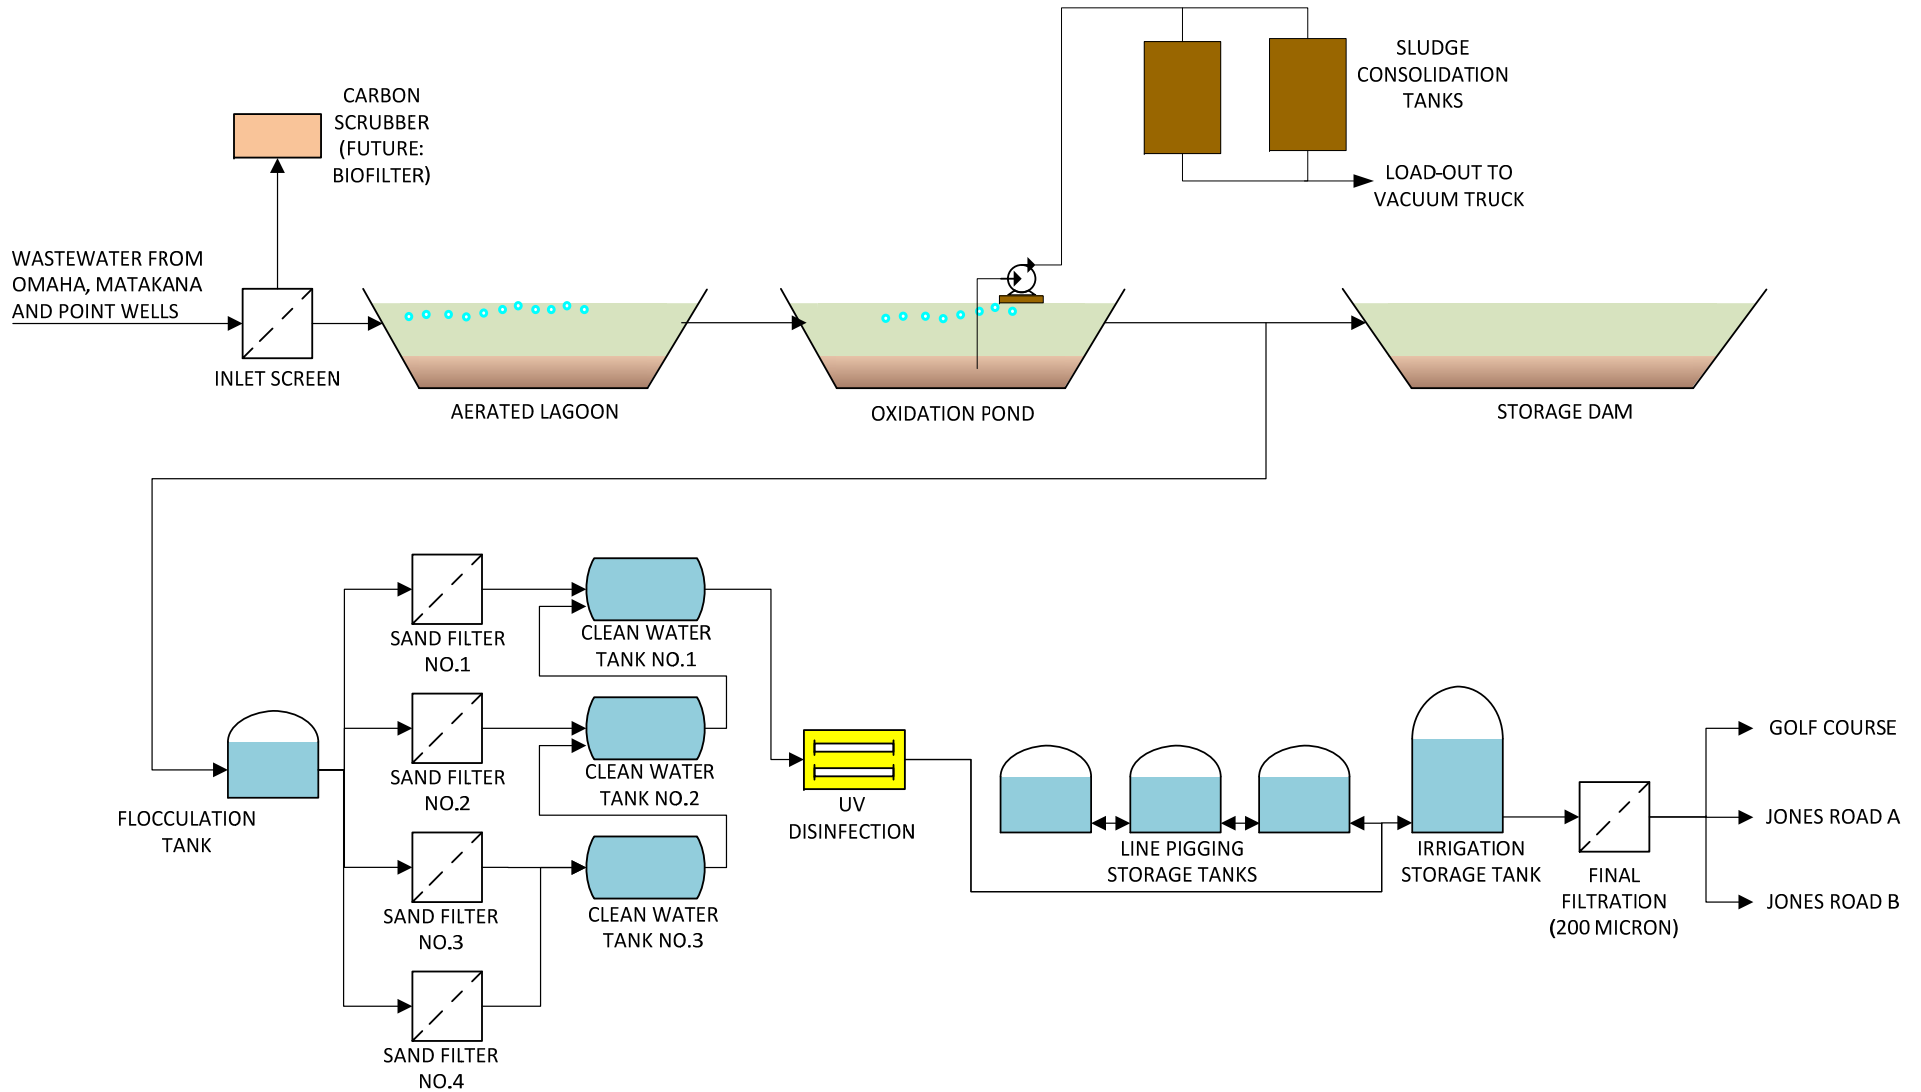 SLUDGE
CONSOLIDATION
TANKS
CARBON
SCRUBBER
(FUTURE:
BIOFILTER)
LOAD-OUT TO
VACUUM TRUCK
WASTEWATER FROM
OMAHA, MATAKANA
AND POINT WELLS
INLET SCREEN
AERATED LAGOON
OXIDATION POND
STORAGE DAM
SAND FILTER
NO.1
CLEAN WATER
TANK NO.1
SAND FILTER
NO.2
CLEAN WATER
TANK NO.2
FLOCCULATION
TANK
UV
DISINFECTION
LINE PIGGING
STORAGE TANKS
IRRIGATION
STORAGE TANK
FINAL
FILTRATION
(200 MICRON)
GOLF COURSE
JONES ROAD A
JONES ROAD B
SAND FILTER
NO.3
CLEAN WATER
TANK NO.3
SAND FILTER
NO.4